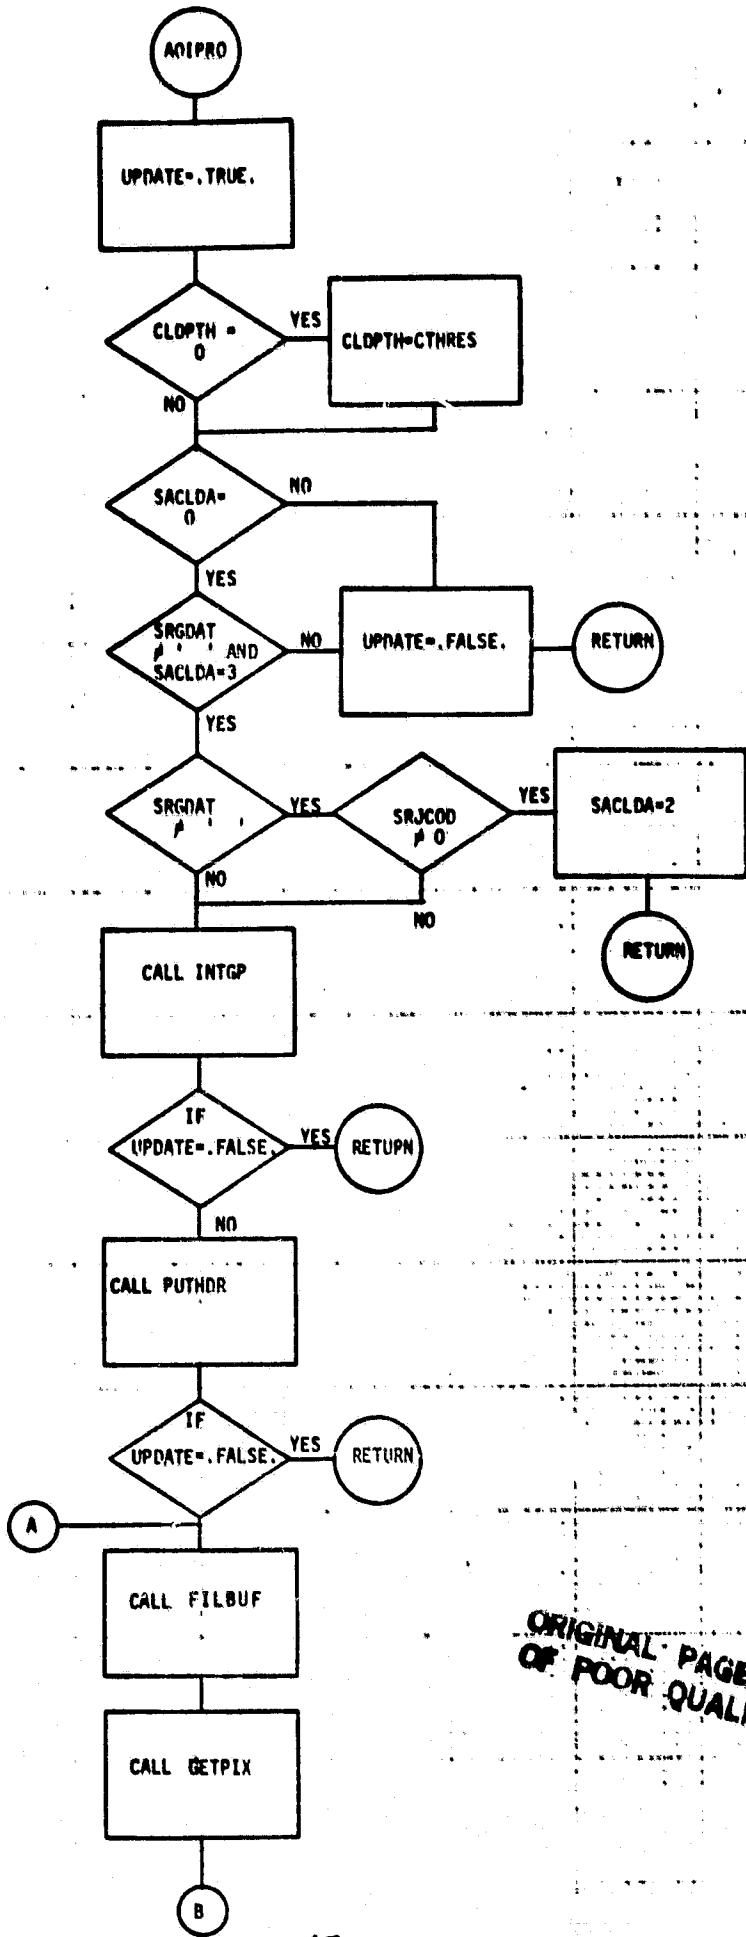 AOIPRO
UPDATE=.TRUE.
CLDPTH =
0
YES
CLDPTH=CTHRES
NO
SACLDA=
0
NO
YES
SRGDAT
≠ ' ' AND
SACLDA=3
NO
UPDATE=.FALSE.
RETURN
YES
SRGDAT
≠ ' '
YES
SRJCOD
≠ 0
YES
SACLDA=2
NO
NO
RETURN
CALL INTGP
IF
UPDATE=.FALSE.
YES
RETURN
NO
CALL PUTHDR
IF
UPDATE=.FALSE.
YES
RETURN
A
CALL FILBUF
ORIGINAL PAGE
OF POOR QUALI
CALL GETPIX
B